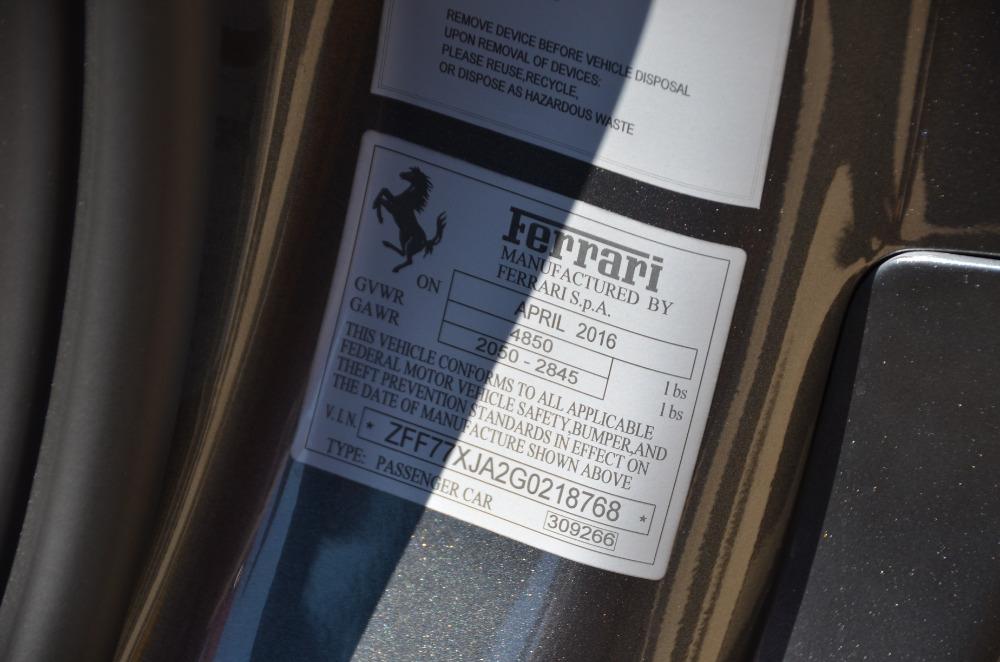 REMOVE DEVICE BEFORE VEHICLE DISPOSAL
UPON REMOVAL OF DEVICES:
PLEASE REUSE,RECYCLE,
OR DISPOSE AS HAZARDOUS WASTE
Ferrari
MANUFACTURED BY
FERRARI S.p.A.
ON APRIL 2016
GVWR 4850 lbs
GAWR 2050 - 2845 lbs
THIS VEHICLE CONFORMS TO ALL APPLICABLE
FEDERAL MOTOR VEHICLE SAFETY,BUMPER,AND
THEFT PREVENTION STANDARDS IN EFFECT ON
THE DATE OF MANUFACTURE SHOWN ABOVE
V.I.N. * ZFF77XJA2G0218768 *
TYPE: PASSENGER CAR
309266